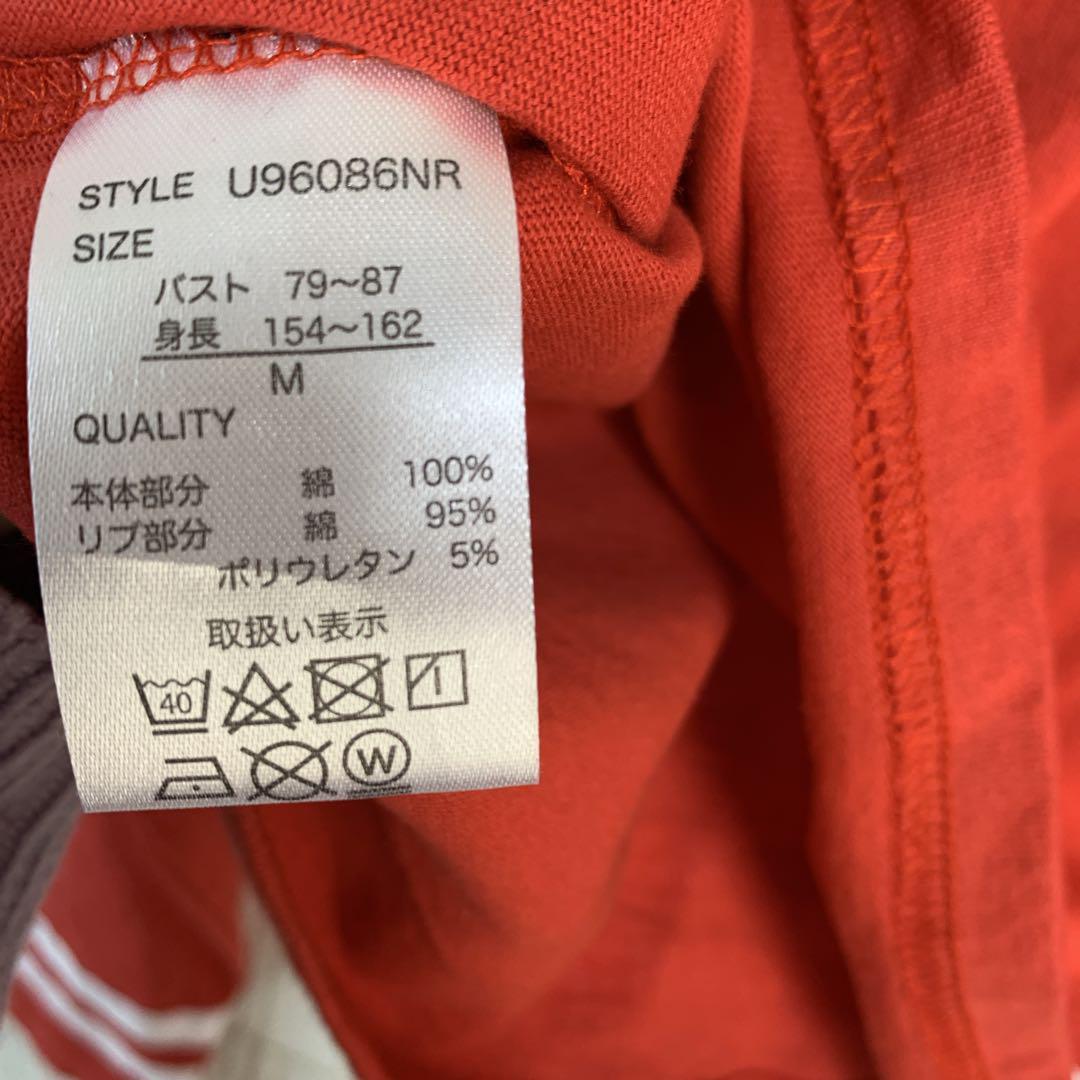 STYLE U96086NR
SIZE
バスト 79～87
身長 154～162
M
QUALITY
本体部分 綿 100%
リブ部分 綿 95%
ポリウレタン 5%
取扱い表示
40
W